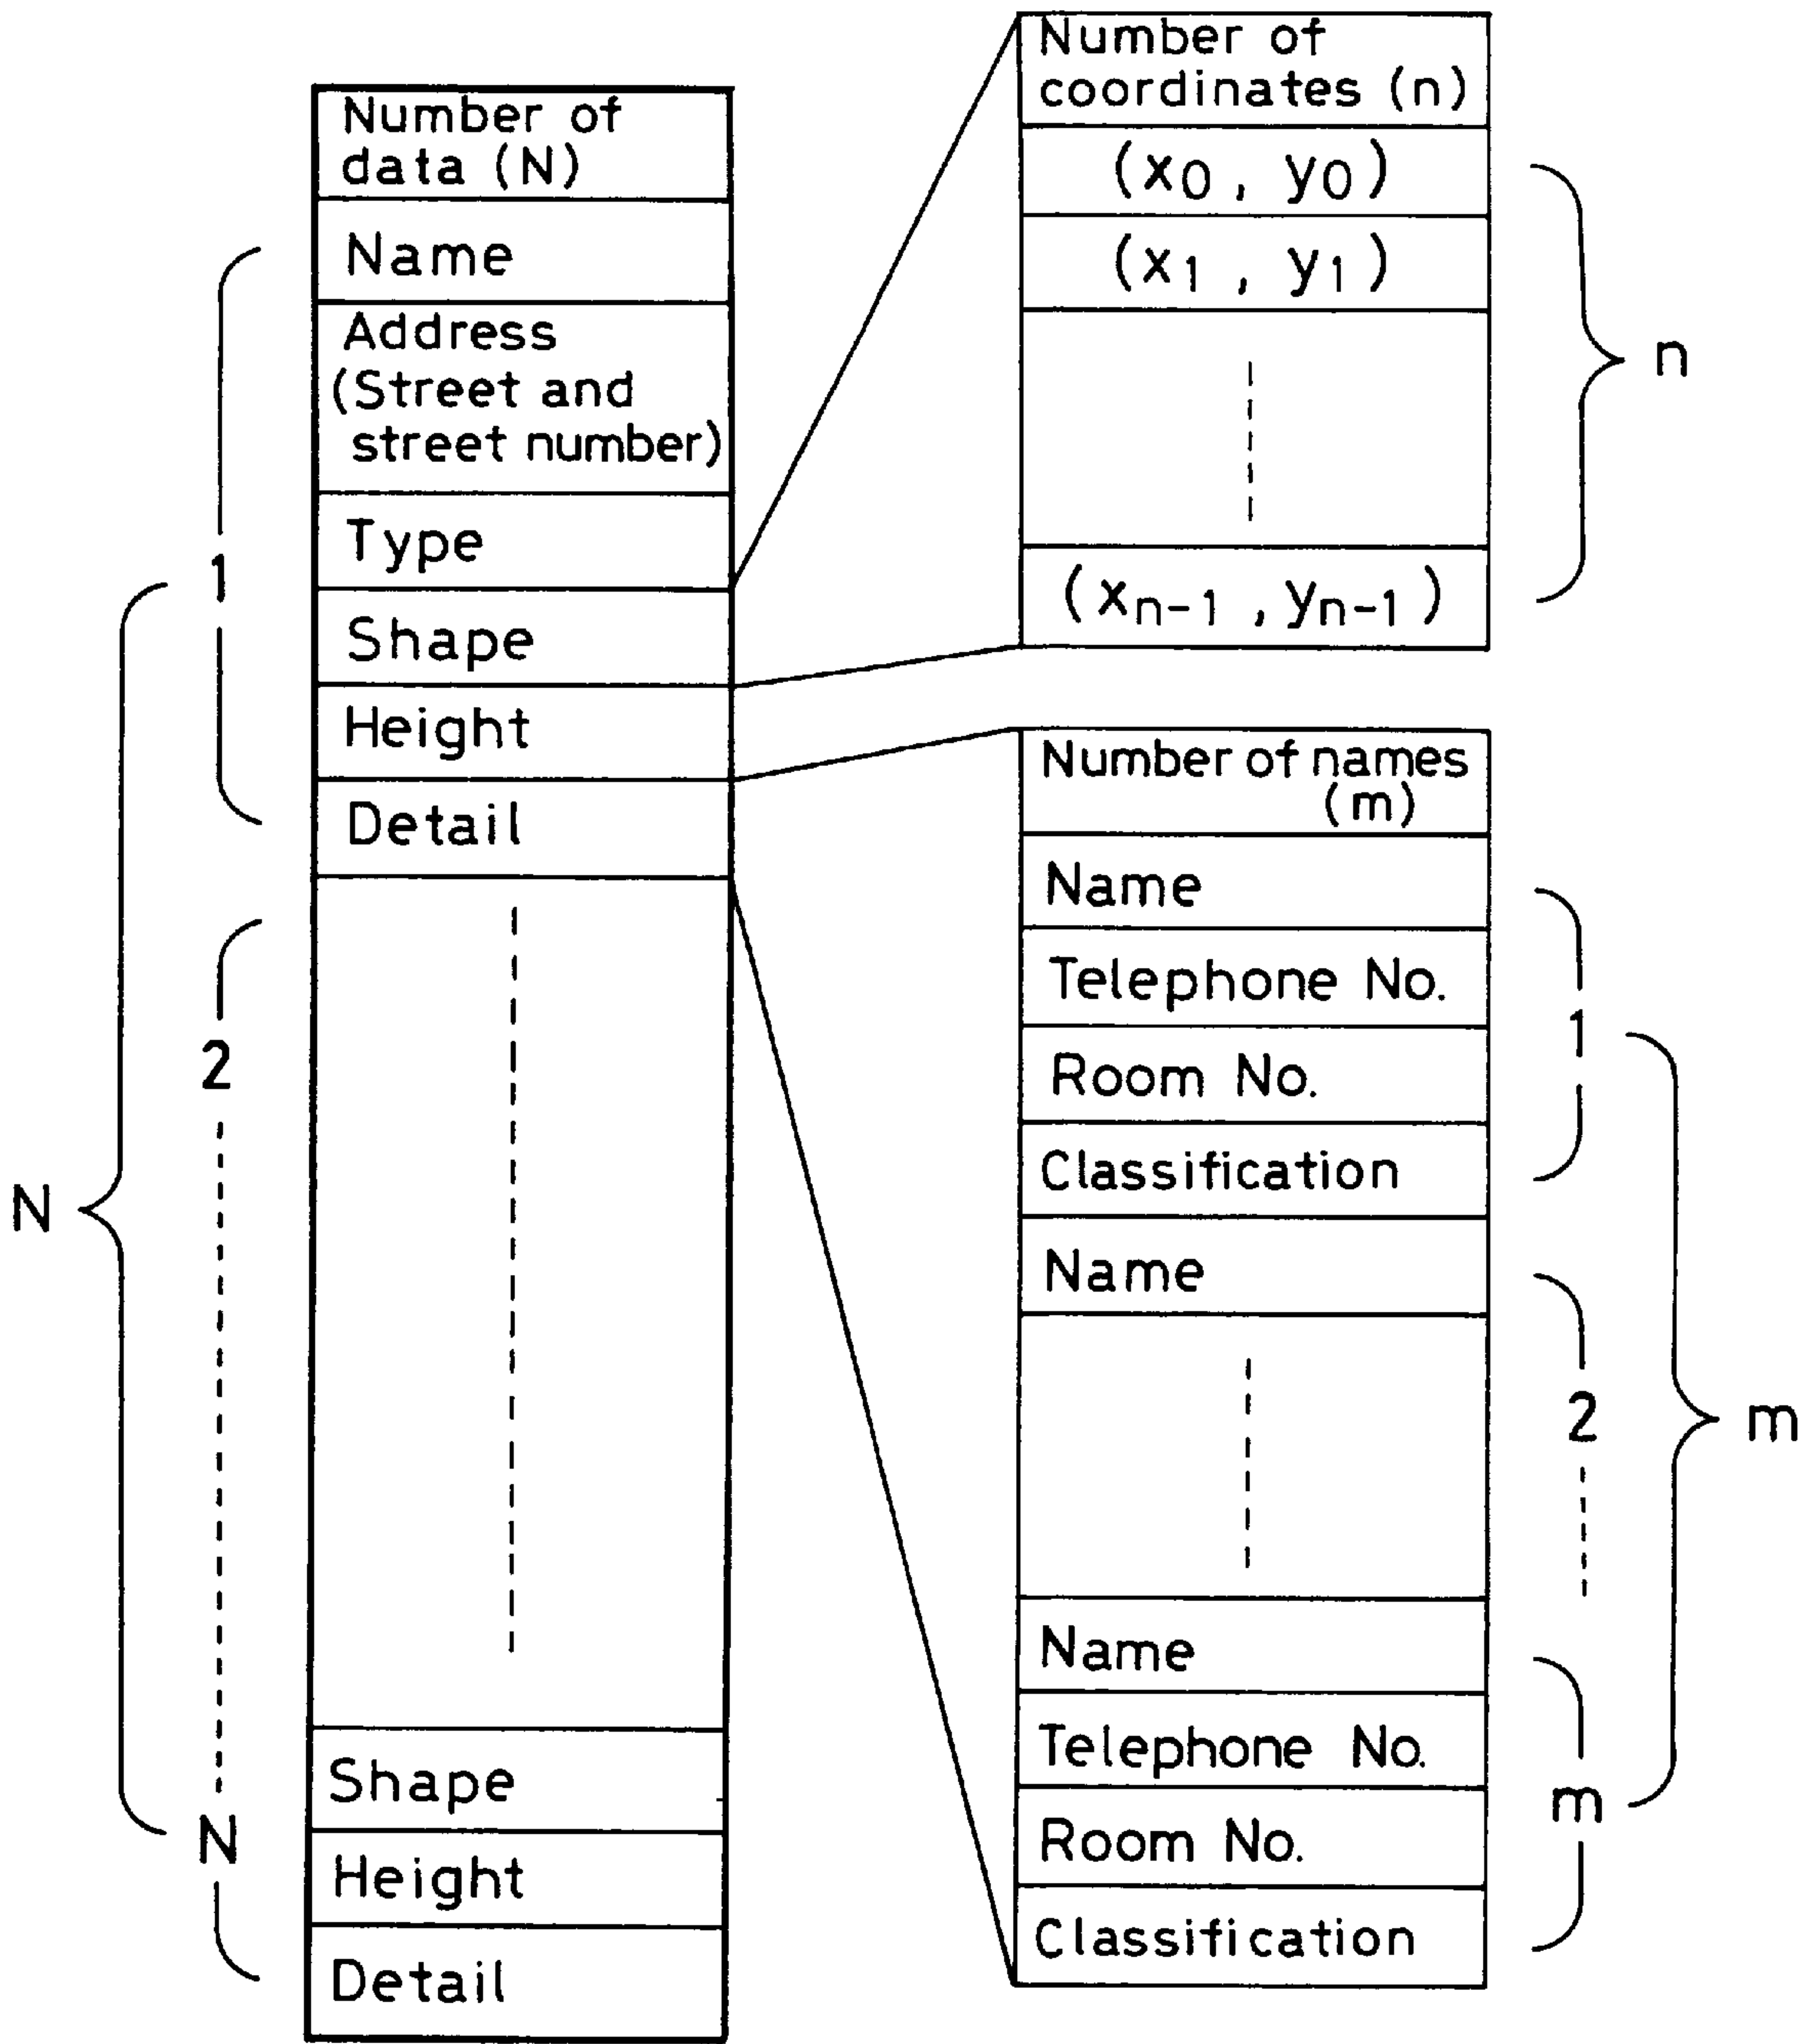 Number of
data (N)
Name
Address
(Street and
street number)
Type
Shape
Height
Detail
Shape
Height
Detail
1
2
N
N
Number of
coordinates (n)
(x0, y0)
(x1, y1)
(xn-1, yn-1)
n
Number of names
(m)
Name
Telephone No.
Room No.
Classification
Name
Name
Telephone No.
Room No.
Classification
1
2
m
m